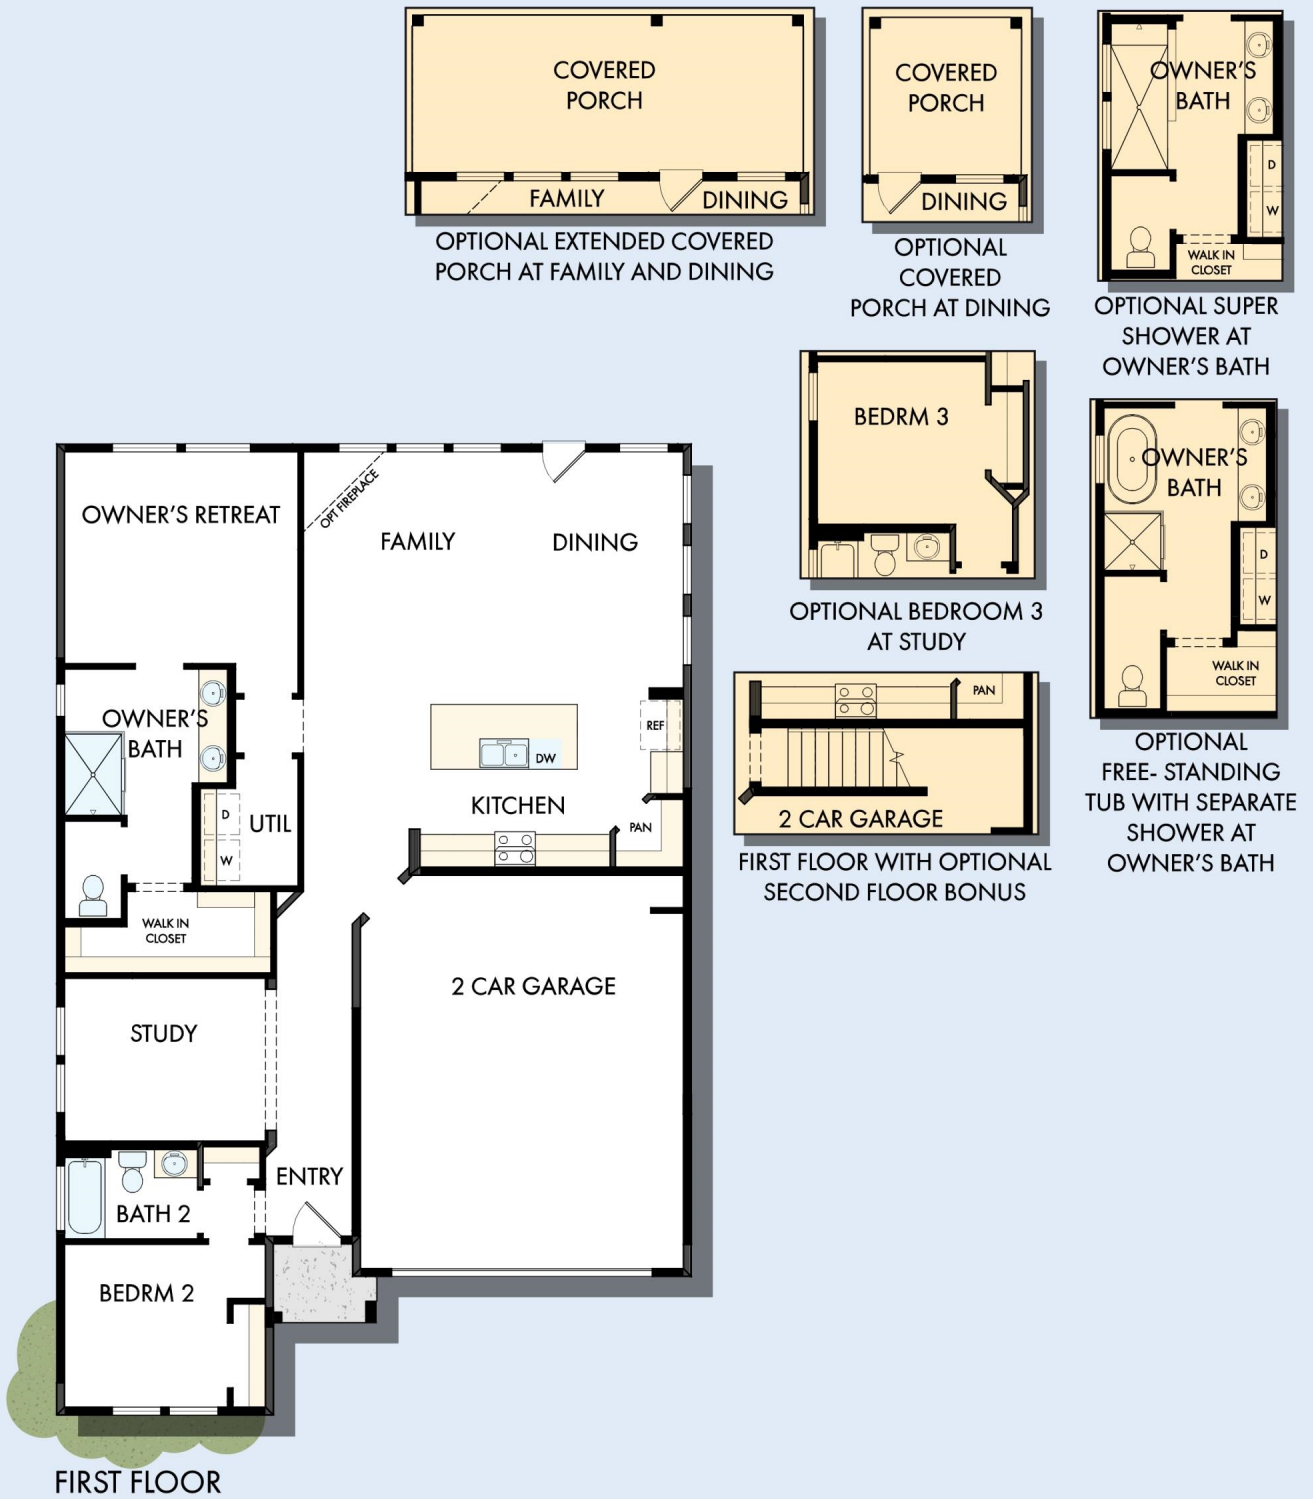 COVERED
PORCH
FAMILY
DINING
OPTIONAL EXTENDED COVERED
PORCH AT FAMILY AND DINING
COVERED
PORCH
DINING
OPTIONAL
COVERED
PORCH AT DINING
OWNER'S
BATH
D
W
WALK IN
CLOSET
OPTIONAL SUPER
SHOWER AT
OWNER'S BATH
BEDRM 3
OPTIONAL BEDROOM 3
AT STUDY
OWNER'S
BATH
D
W
WALK IN
CLOSET
OPTIONAL
FREE- STANDING
TUB WITH SEPARATE
SHOWER AT
OWNER'S BATH
PAN
2 CAR GARAGE
FIRST FLOOR WITH OPTIONAL
SECOND FLOOR BONUS
OWNER'S RETREAT
OPT FIREPLACE
FAMILY
DINING
OWNER'S
BATH
REF
DW
KITCHEN
PAN
D
W
UTIL
WALK IN
CLOSET
2 CAR GARAGE
STUDY
ENTRY
BATH 2
BEDRM 2
FIRST FLOOR